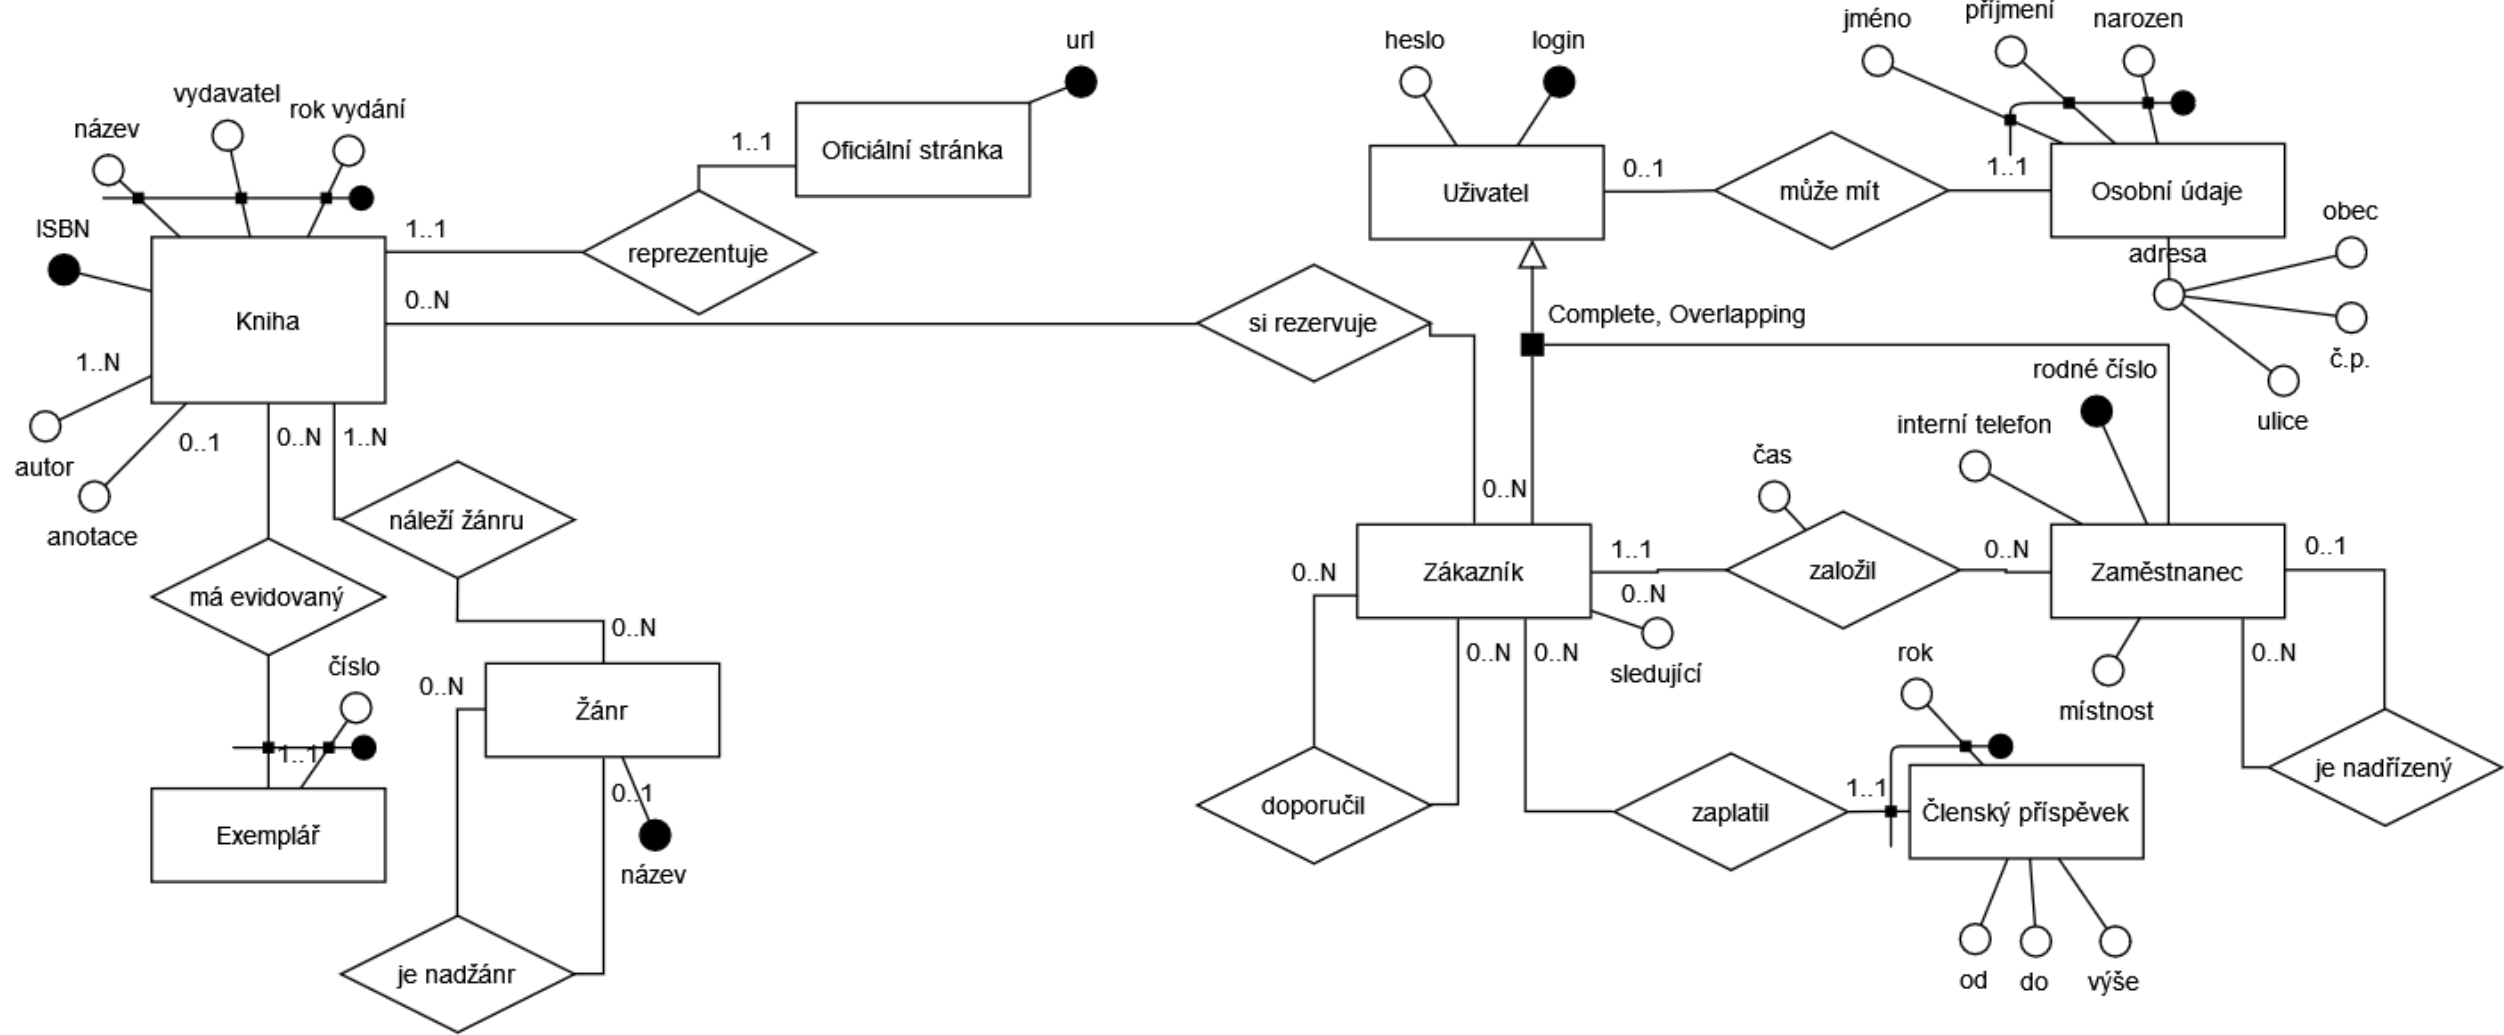 url
název
vydavatel
rok vydání
ISBN
1..1
Oficiální stránka
1..1
reprezentuje
0..N
Kniha
si rezervuje
1..N
autor
anotace
0..1
0..N
1..N
náleží žánru
má evidovaný
0..N
číslo
0..N
Žánr
1..1
Exemplář
0..1
název
je nadžánr
heslo
login
jméno
příjmení
narozen
Uživatel
0..1
může mít
1..1
Osobní údaje
adresa
obec
č.p.
ulice
Complete, Overlapping
rodné číslo
interní telefon
čas
0..N
0..N
Zákazník
1..1
založil
0..N
Zaměstnanec
0..1
0..N
sledující
0..N
0..N
rok
místnost
0..N
doporučil
zaplatil
1..1
Členský příspěvek
je nadřízený
od
do
výše